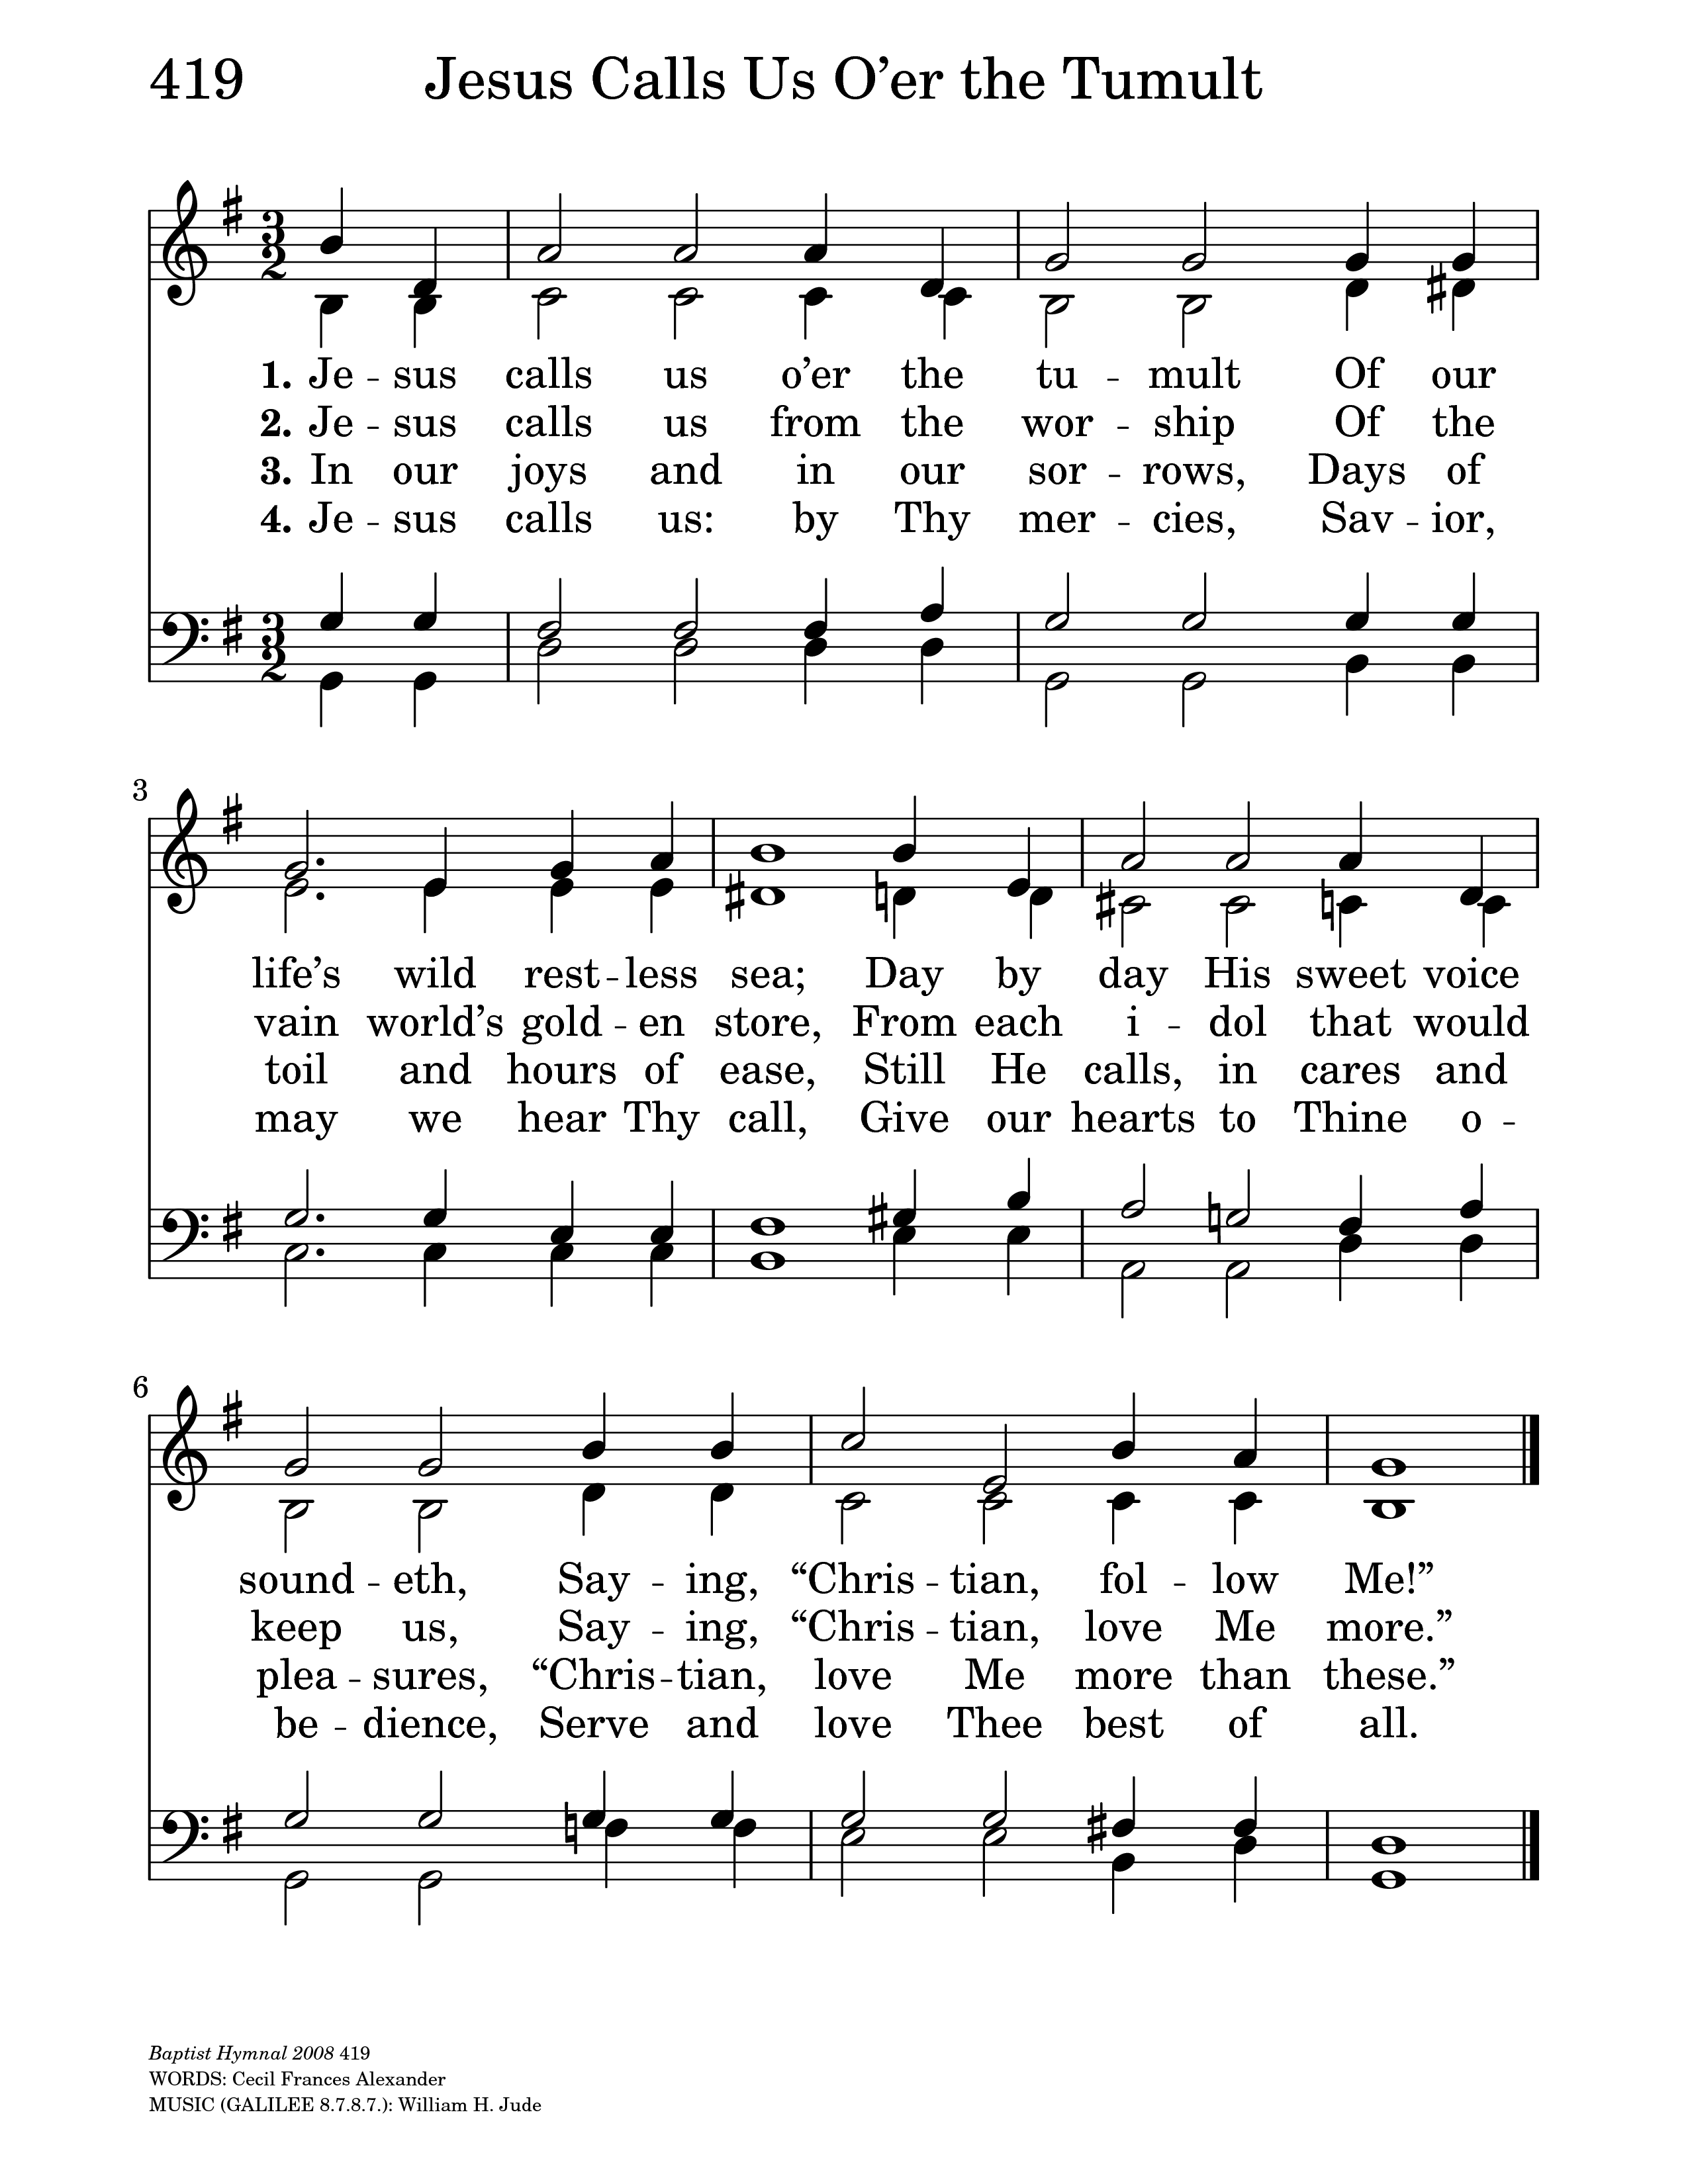 419 Jesus Calls Us O’er the Tumult
1. Je - sus calls us o’er the tu - mult Of our
2. Je - sus calls us from the wor - ship Of the
3. In our joys and in our sor - rows, Days of
4. Je - sus calls us: by Thy mer - cies, Sav - ior,
3
life’s wild rest - less sea; Day by day His sweet voice
vain world’s gold - en store, From each i - dol that would
toil and hours of ease, Still He calls, in cares and
may we hear Thy call, Give our hearts to Thine o -
6
sound - eth, Say - ing, “Chris - tian, fol - low Me!”
keep us, Say - ing, “Chris - tian, love Me more.”
plea - sures, “Chris - tian, love Me more than these.”
be - dience, Serve and love Thee best of all.
Baptist Hymnal 2008 419
WORDS: Cecil Frances Alexander
MUSIC (GALILEE 8.7.8.7.): William H. Jude